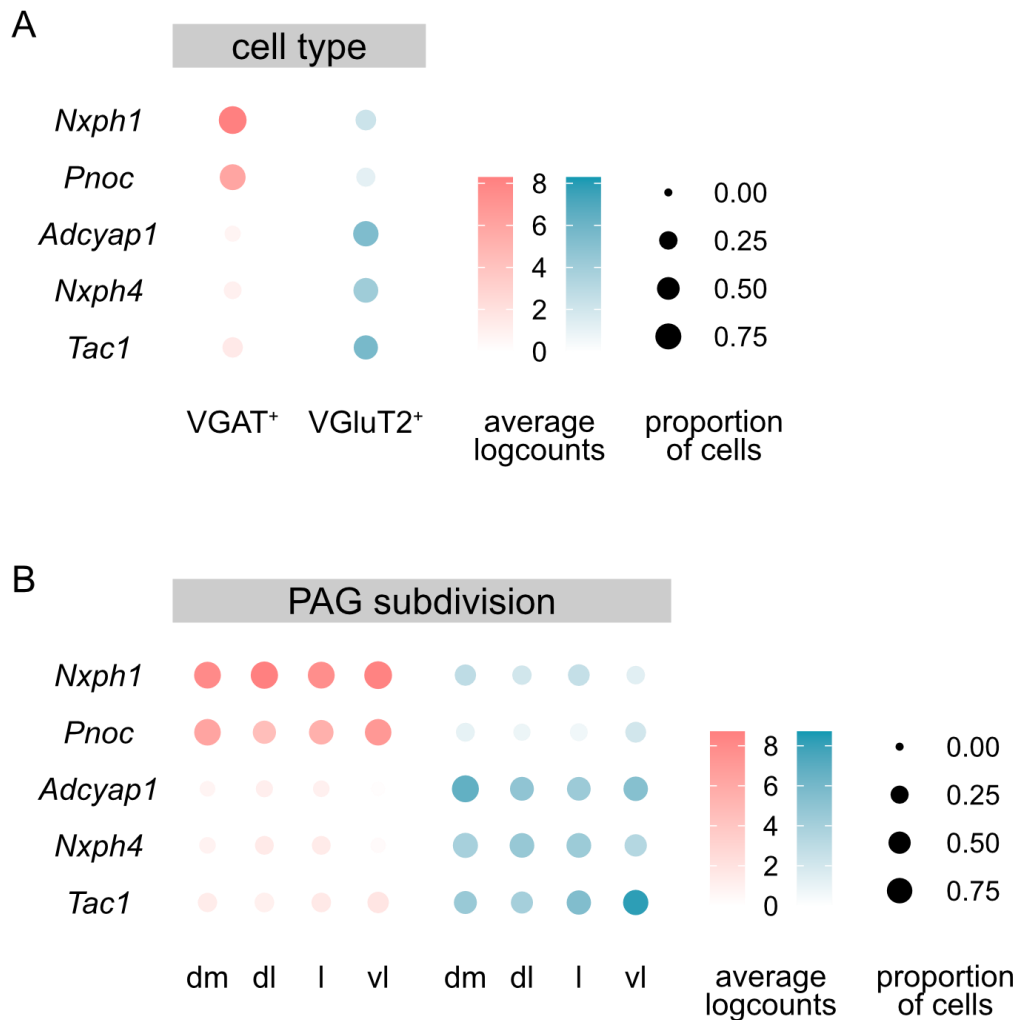 A
cell type
Nxph1
Pnoc
Adcyap1
Nxph4
Tac1
VGAT⁺ VGluT2⁺
8
6
4
2
0
average
logcounts
0.00
0.25
0.50
0.75
proportion
of cells
B
PAG subdivision
Nxph1
Pnoc
Adcyap1
Nxph4
Tac1
dm dl l vl dm dl l vl
8
6
4
2
0
average
logcounts
0.00
0.25
0.50
0.75
proportion
of cells